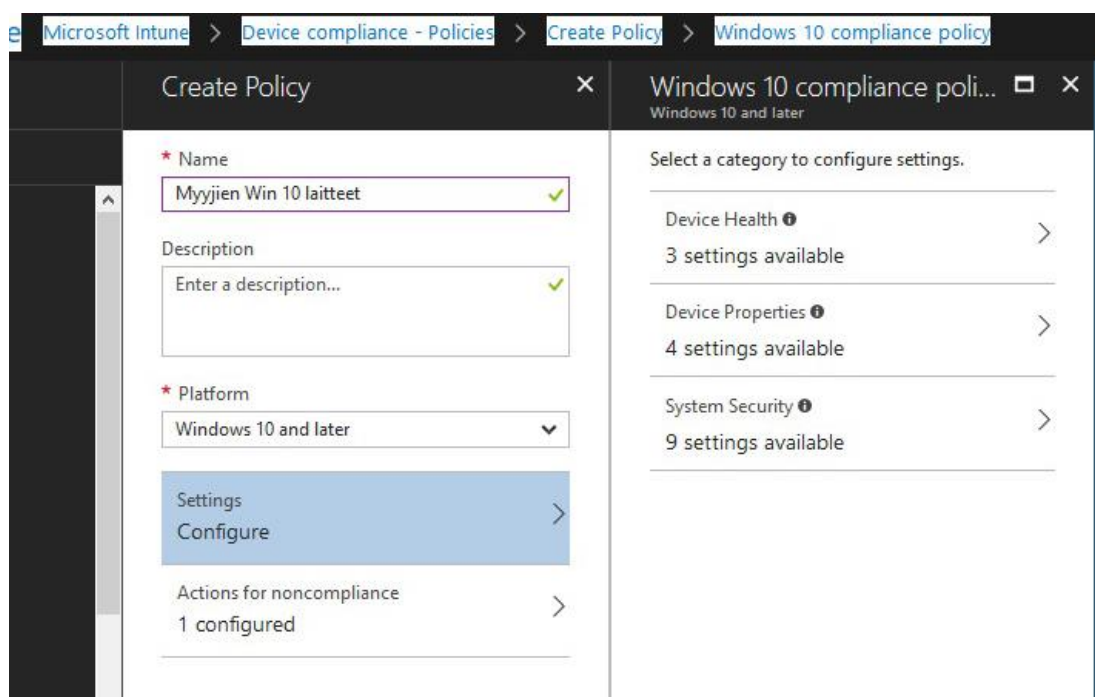 e Microsoft Intune > Device compliance - Policies > Create Policy > Windows 10 compliance policy
Create Policy
* Name
Myyjien Win 10 laitteet
Description
Enter a description...
* Platform
Windows 10 and later
Settings
Configure
Actions for noncompliance
1 configured
Windows 10 compliance poli...
Windows 10 and later
Select a category to configure settings.
Device Health
3 settings available
Device Properties
4 settings available
System Security
9 settings available